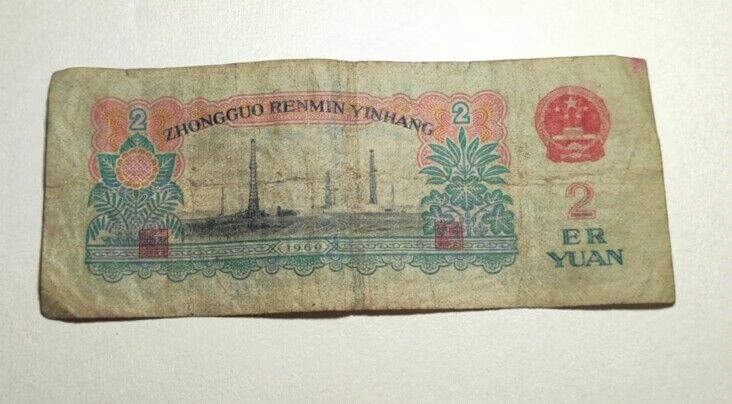 2 ZHONGGUO RENMIN YINHANG 2
1960
2
ER
YUAN